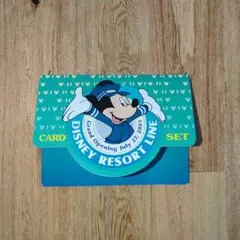 Grand Opening July 27, 2001
DISNEY RESORT LINE
CARD SET